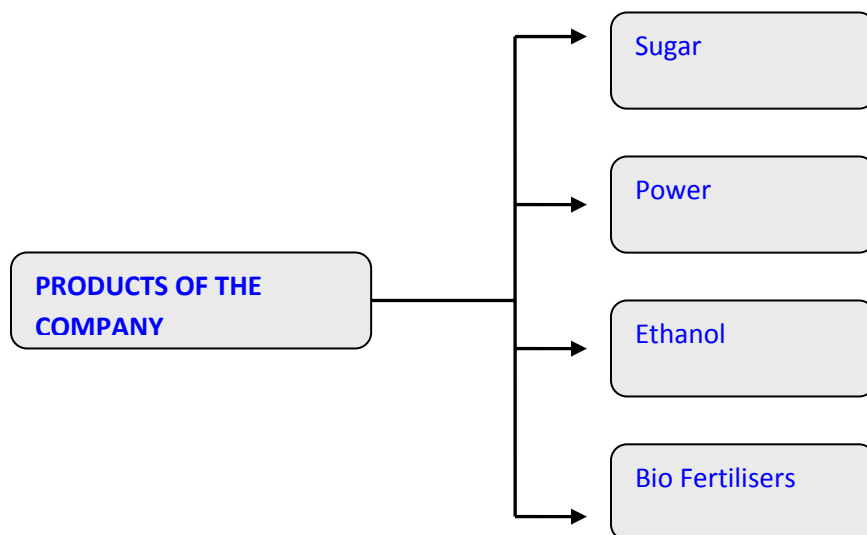 PRODUCTS OF THE
COMPANY
Sugar
Power
Ethanol
Bio Fertilisers